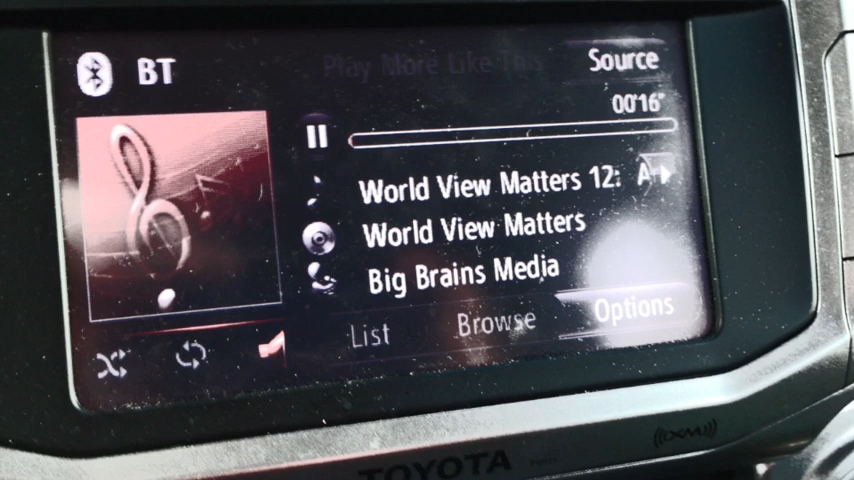 BT
Play More Like This
Source
00'16"
World View Matters 12: A
World View Matters
Big Brains Media
List
Browse
Options
TOYOTA
XM